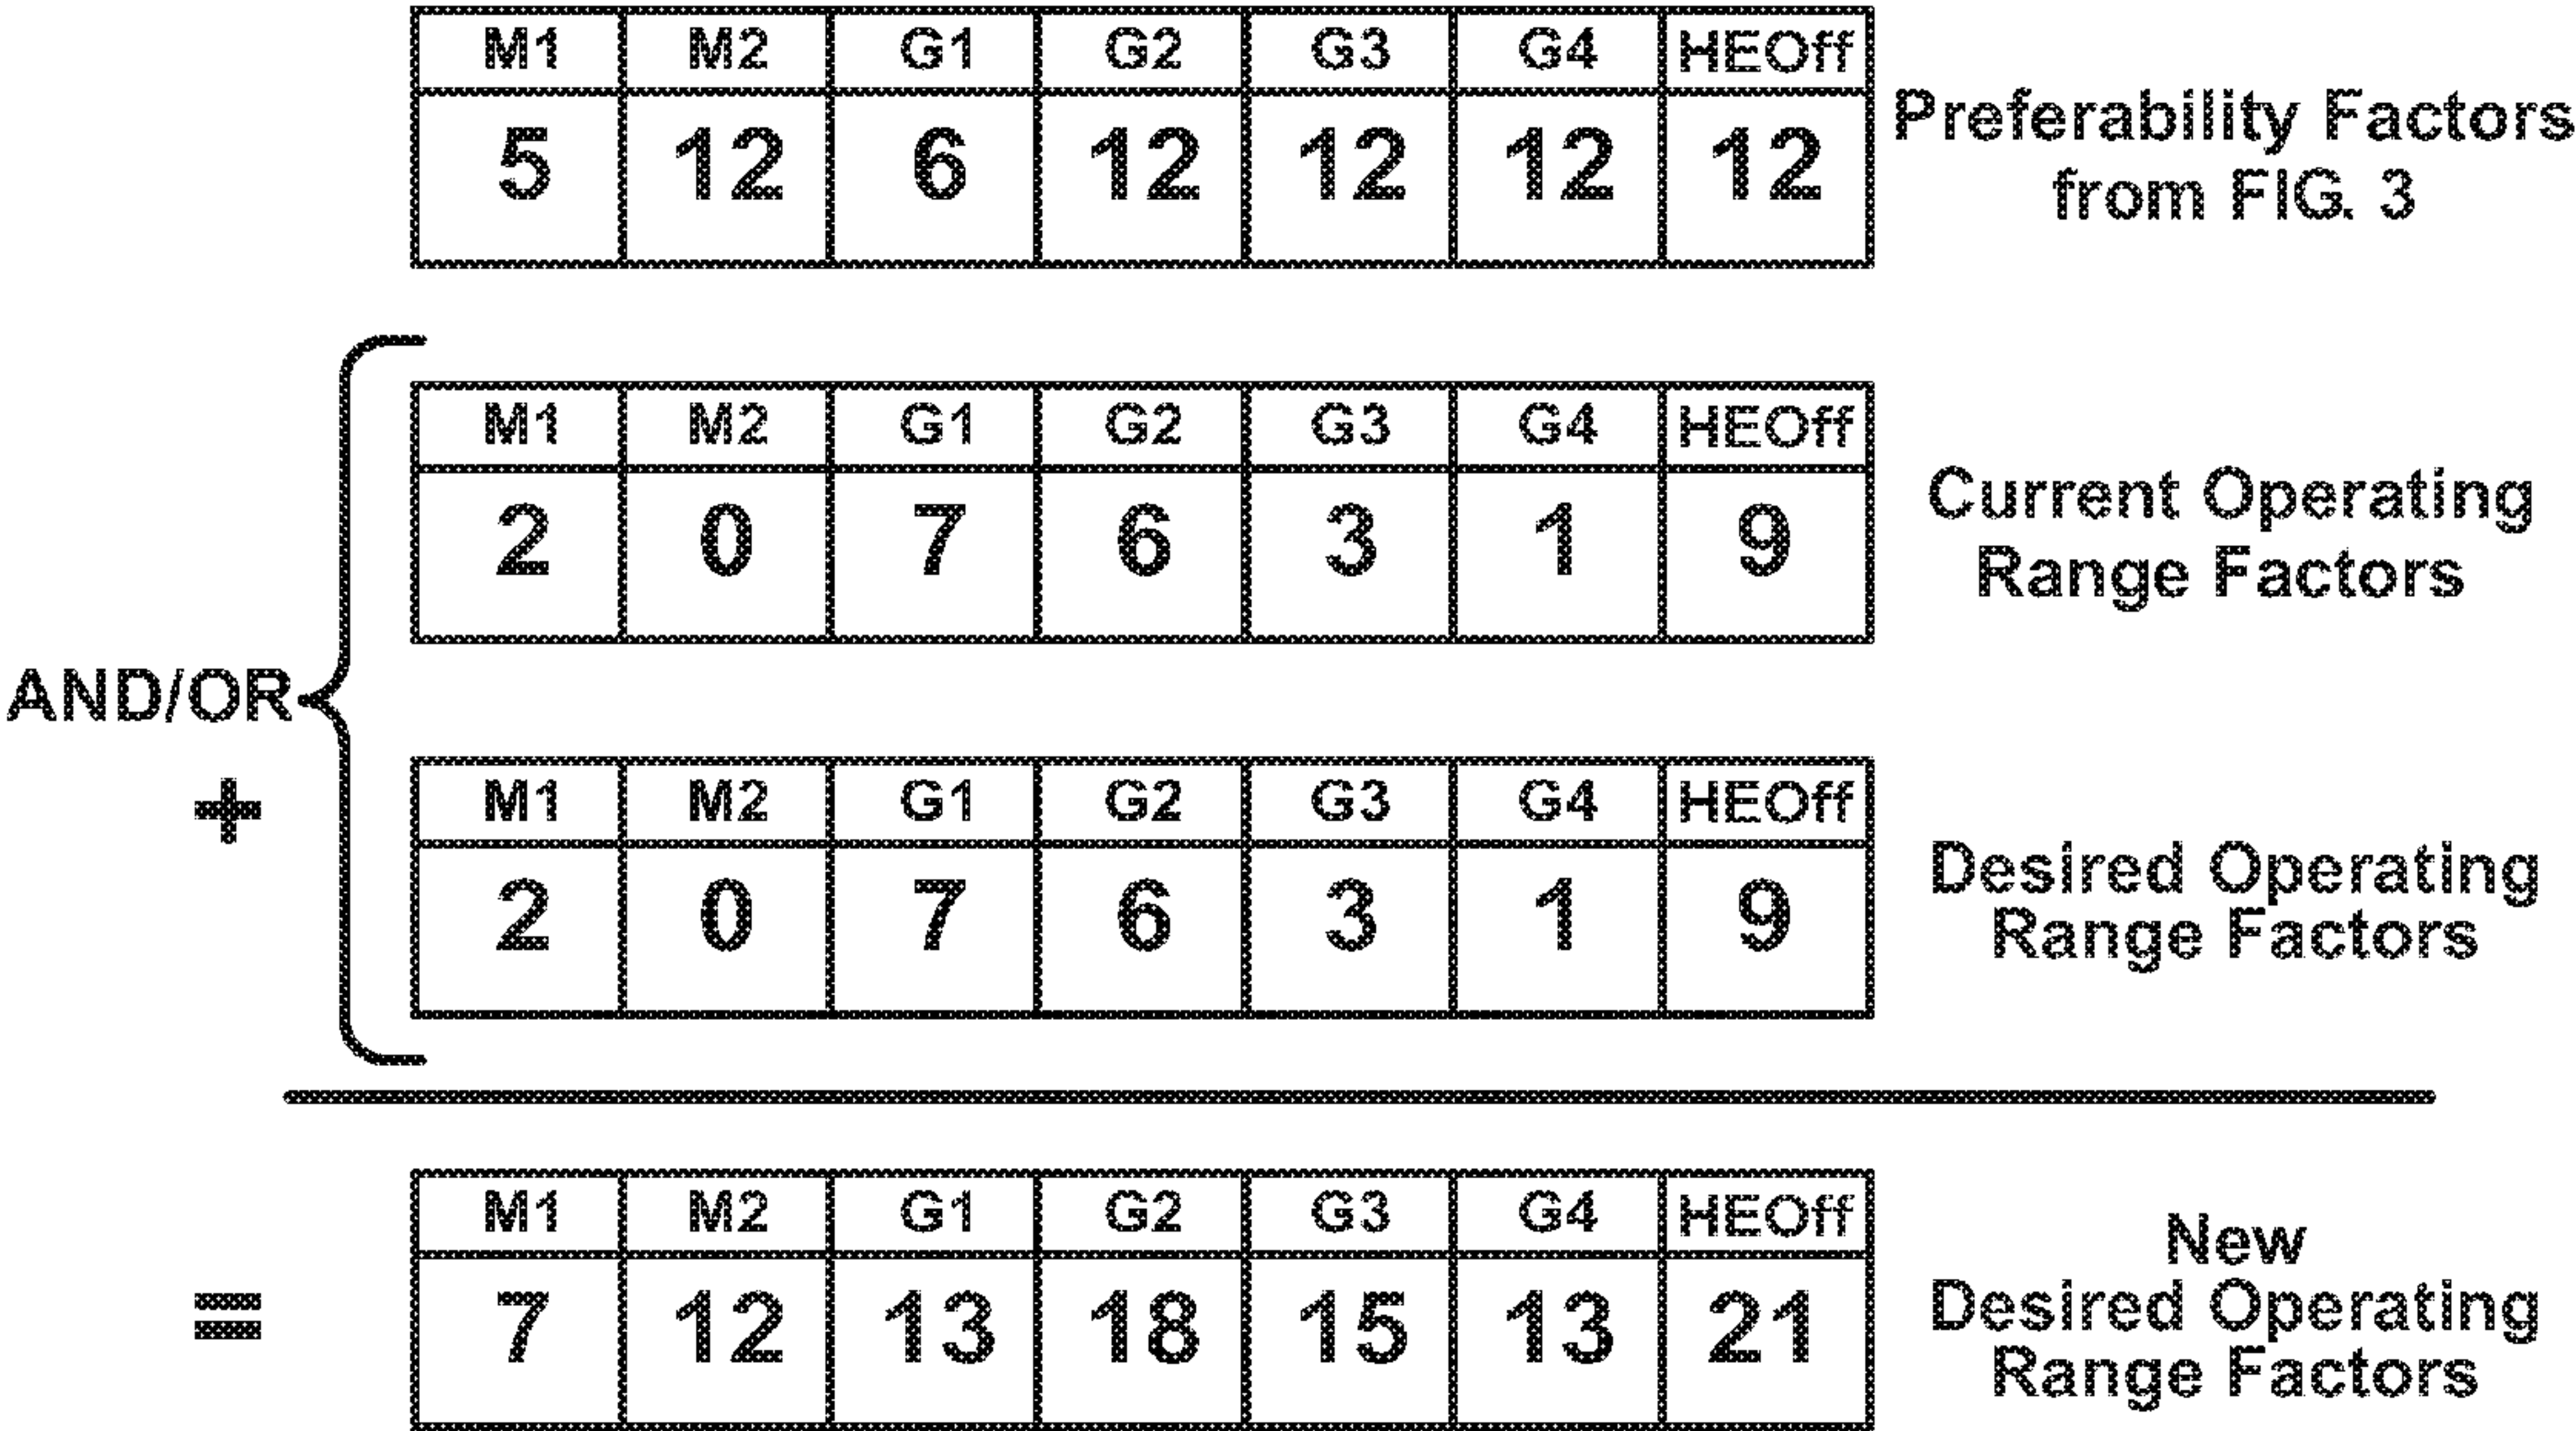 M1 M2 G1 G2 G3 G4 HEOff
5 12 6 12 12 12 12
Preferability Factors
from FIG. 3
M1 M2 G1 G2 G3 G4 HEOff
2 0 7 6 3 1 9
Current Operating
Range Factors
AND/OR
+
M1 M2 G1 G2 G3 G4 HEOff
2 0 7 6 3 1 9
Desired Operating
Range Factors
=
M1 M2 G1 G2 G3 G4 HEOff
7 12 13 18 15 13 21
New
Desired Operating
Range Factors